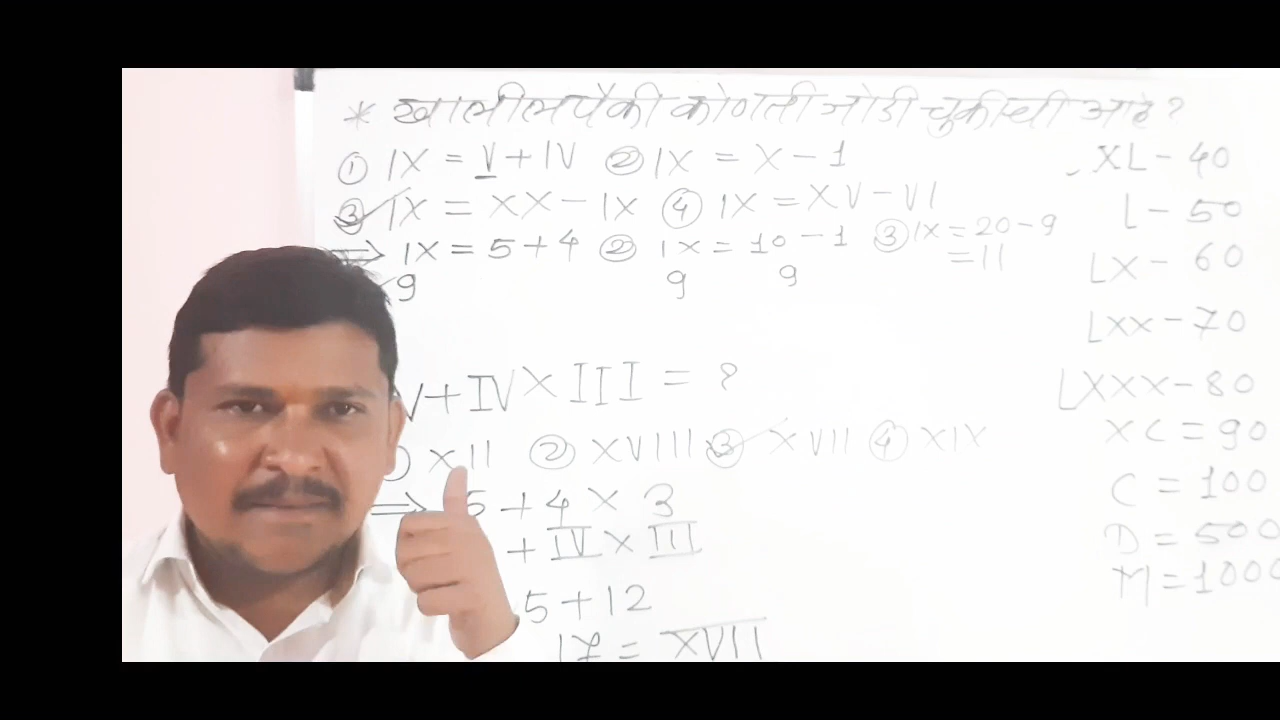 * खालीलपैकी कोणती जोडी चुकीची आहे?
① IX = V + IV ② IX = X - 1
③ IX = XX - IX ④ IX = XV - VI
⇒ IX = 5 + 4 ② IX = 10 - 1 ③ IX = 20 - 9
9 9 9 = 11
V + IV × III = ?
XII ② XVIII ③ XVII ④ XIX
⇒ 5 + 4 × 3
+ IV × III
5 + 12
17 = XVII
XL - 40
L - 50
LX - 60
LXX - 70
LXXX - 80
XC = 90
C = 100
D = 500
M = 1000